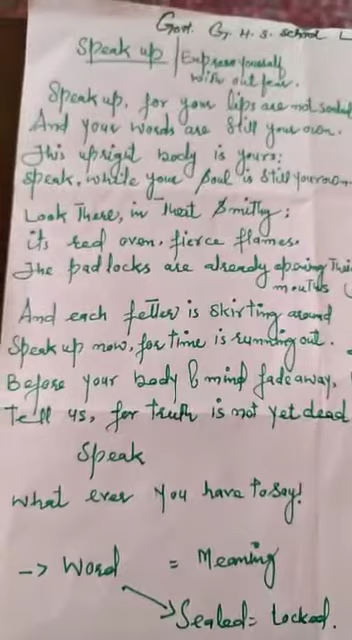 Govt. G. H. S. School L
Speak up / Express yourself
with out fear.
Speak up, for your lips are not sealed
And your words are still your own.
This upright body is yours;
Speak, while your soul is still your own.
Look There, in That Smithy;
its red oven, fierce flames.
The padlocks are already opening Their
mouths
And each fetter is skirting around
Speak up now, for time is running out.
Before your body & mind fade away,
Tell us, for truth is not yet dead
Speak
What ever you have to say!
-> Word = Meaning
Sealed = Locked.